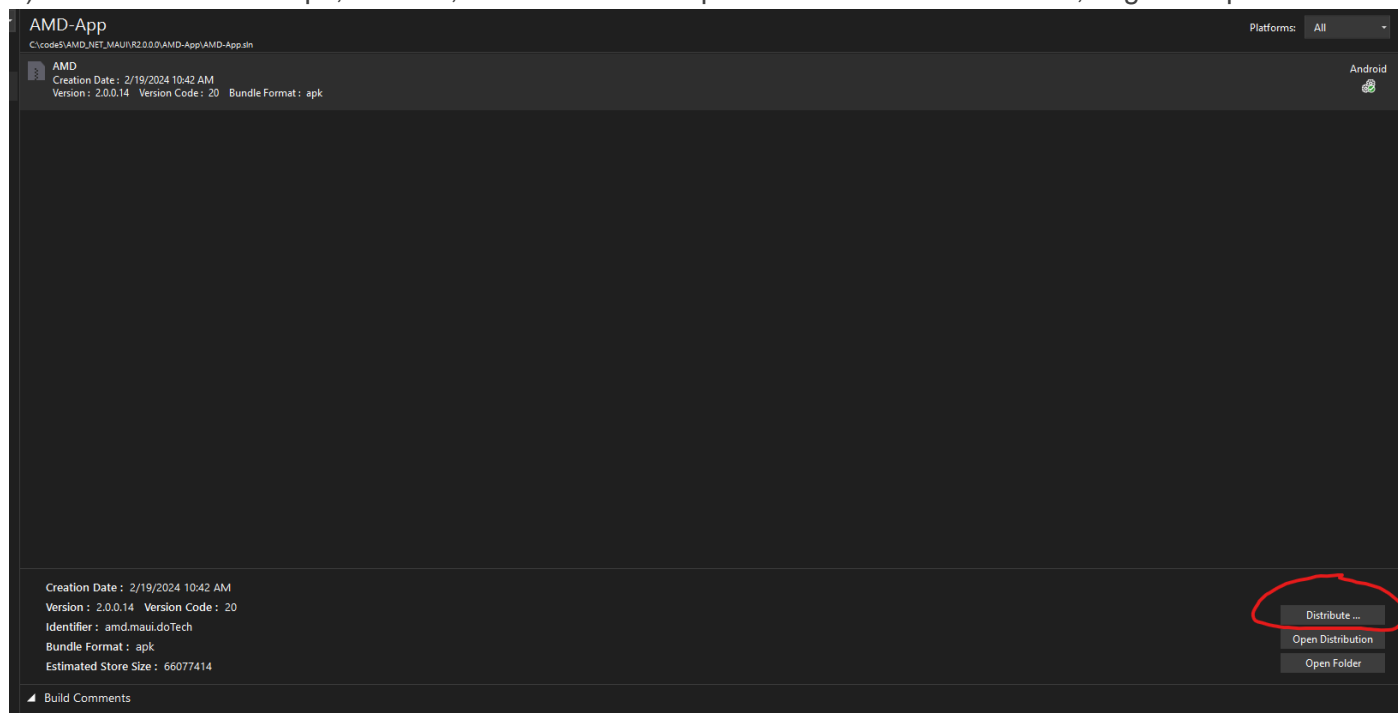 AMD-App
Platforms: All
C:\code5\AMD_NET_MAUI\R2.0.0.0\AMD-App\AMD-App.sln
AMD
Android
Creation Date : 2/19/2024 10:42 AM
Version : 2.0.0.14 Version Code : 20 Bundle Format : apk
Creation Date : 2/19/2024 10:42 AM
Version : 2.0.0.14 Version Code : 20
Identifier : amd.maui.doTech
Bundle Format : apk
Estimated Store Size : 66077414
Distribute ...
Open Distribution
Open Folder
Build Comments